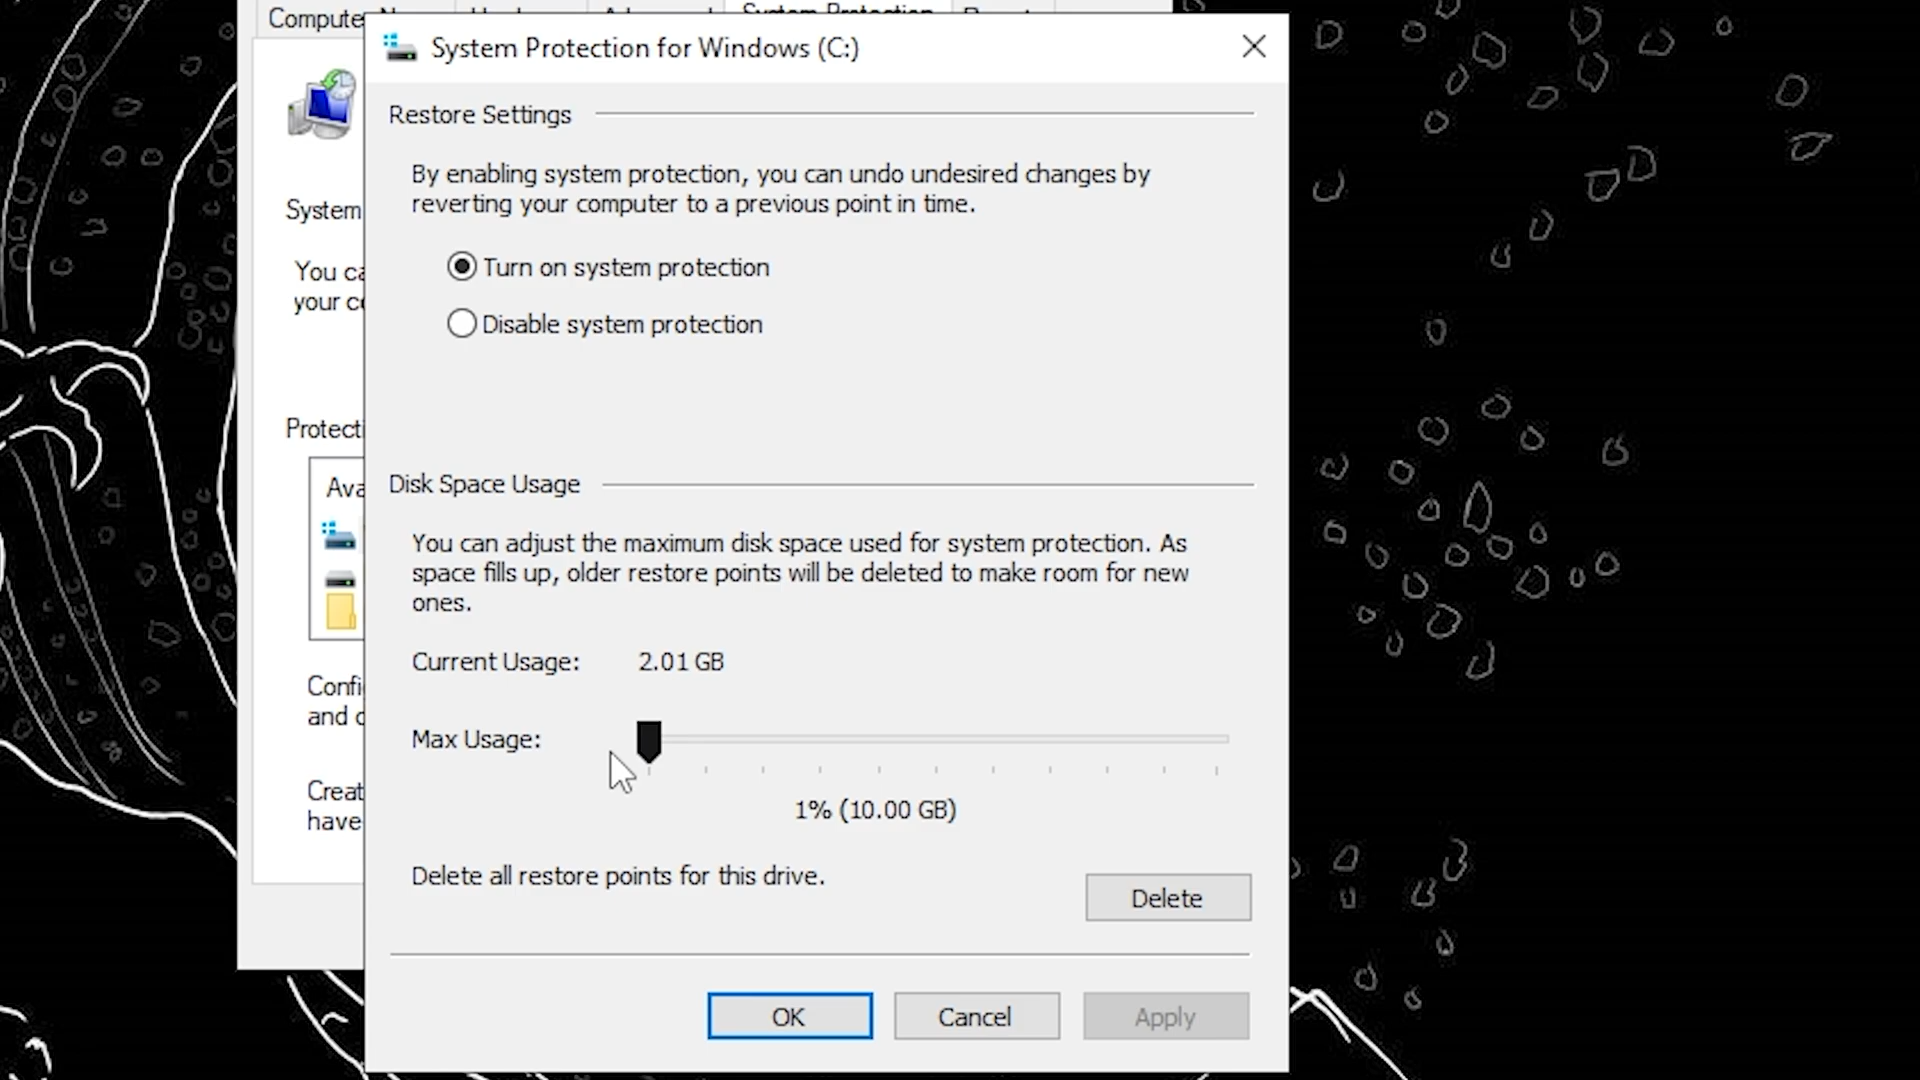 System Protection for Windows (C:)
Restore Settings
By enabling system protection, you can undo undesired changes by
reverting your computer to a previous point in time.
Turn on system protection
Disable system protection
Disk Space Usage
You can adjust the maximum disk space used for system protection. As
space fills up, older restore points will be deleted to make room for new
ones.
Current Usage: 2.01 GB
Max Usage:
1% (10.00 GB)
Delete all restore points for this drive.
Delete
OK Cancel Apply
System Protection
System
You
your
and
have